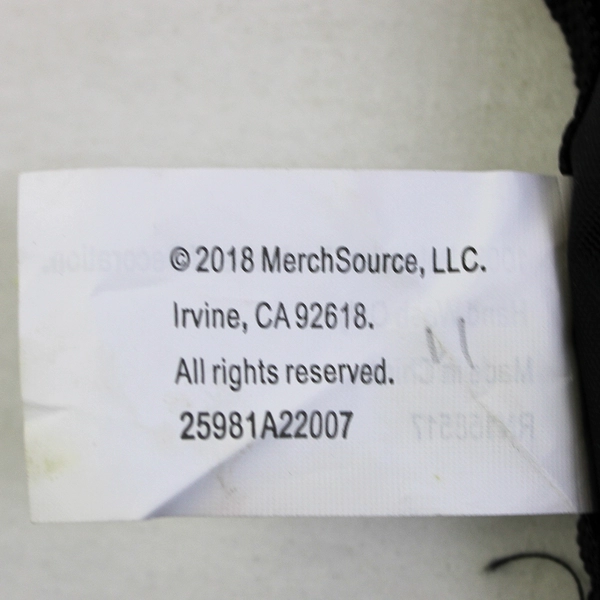 © 2018 MerchSource, LLC.
Irvine, CA 92618.
All rights reserved.
25981A22007